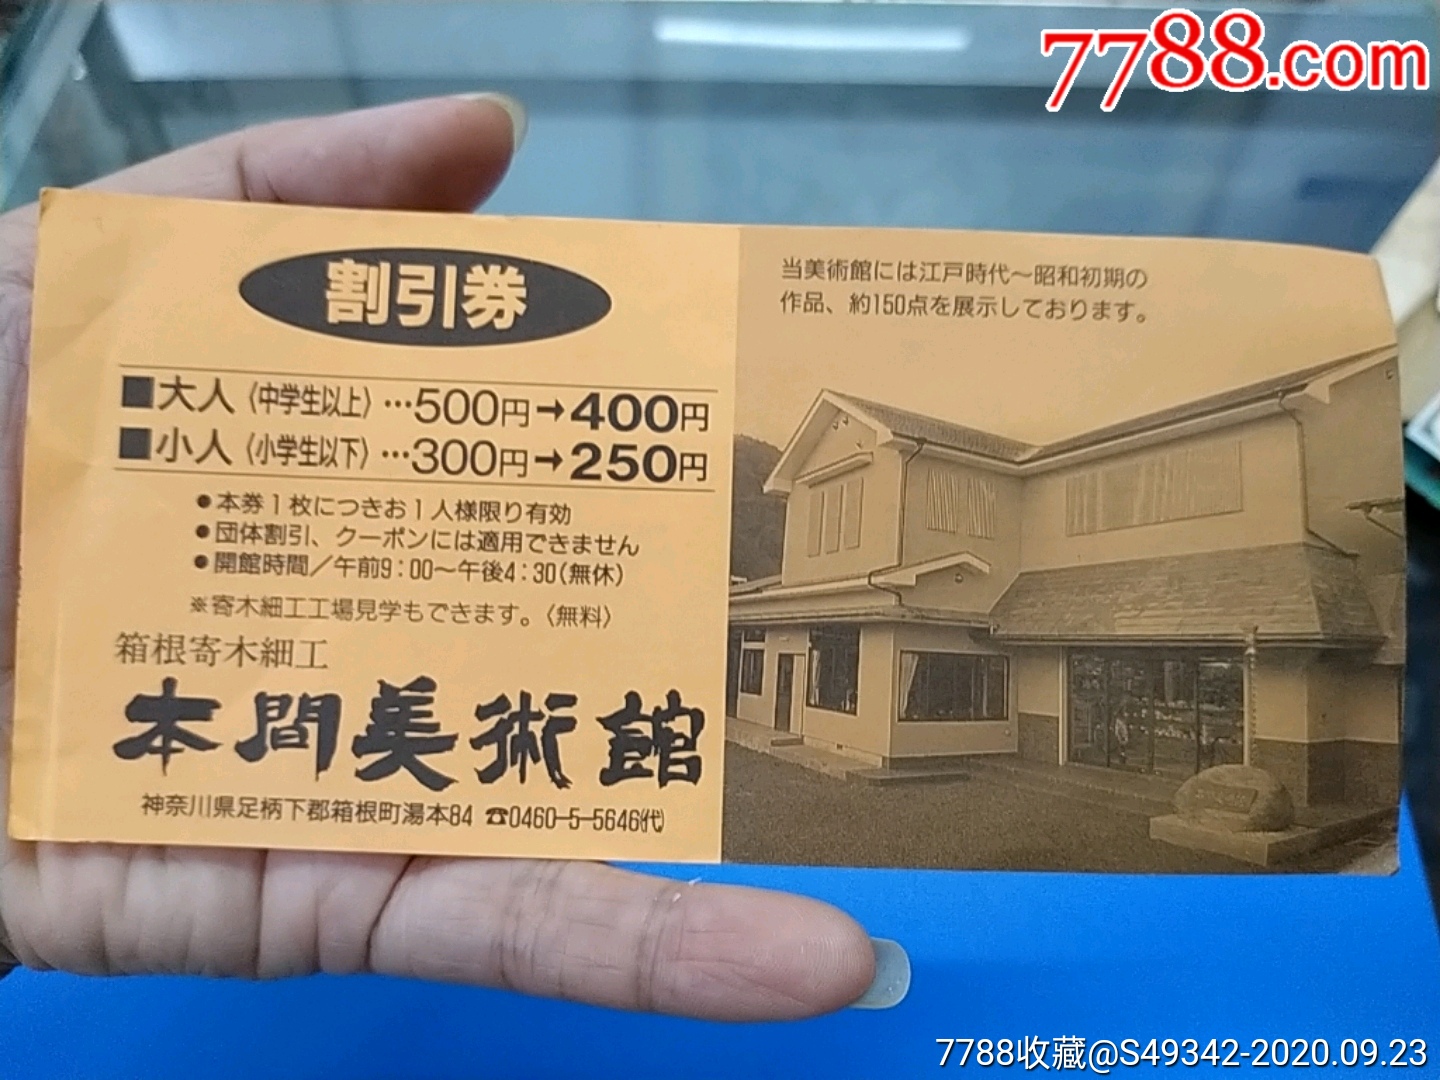 7788.com
割引券
■大人〈中学生以上〉…500円→400円
■小人〈小学生以下〉…300円→250円
●本券1枚につきお1人様限り有効
●団体割引、クーポンには適用できません
●開館時間／午前9:00〜午後4:30(無休)
※寄木細工工場見学もできます。〈無料〉
箱根寄木細工
本間美術館
神奈川県足柄下郡箱根町湯本84 ☎0460-5-5646(代)
当美術館には江戸時代〜昭和初期の
作品、約150点を展示しております。
7788收藏@S49342-2020.09.23